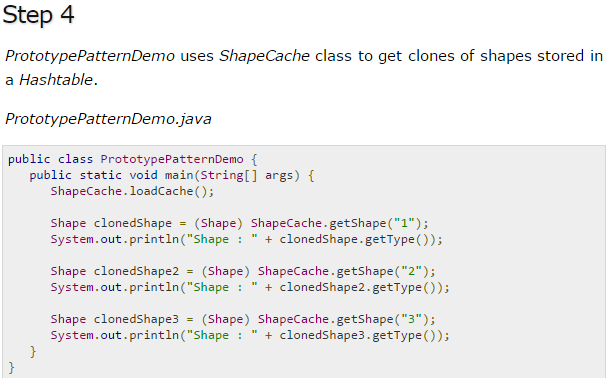 Step 4
PrototypePatternDemo uses ShapeCache class to get clones of shapes stored in
a Hashtable.
PrototypePatternDemo.java
public class PrototypePatternDemo {
   public static void main(String[] args) {
      ShapeCache.loadCache();

      Shape clonedShape = (Shape) ShapeCache.getShape("1");
      System.out.println("Shape : " + clonedShape.getType());

      Shape clonedShape2 = (Shape) ShapeCache.getShape("2");
      System.out.println("Shape : " + clonedShape2.getType());

      Shape clonedShape3 = (Shape) ShapeCache.getShape("3");
      System.out.println("Shape : " + clonedShape3.getType());
   }
}